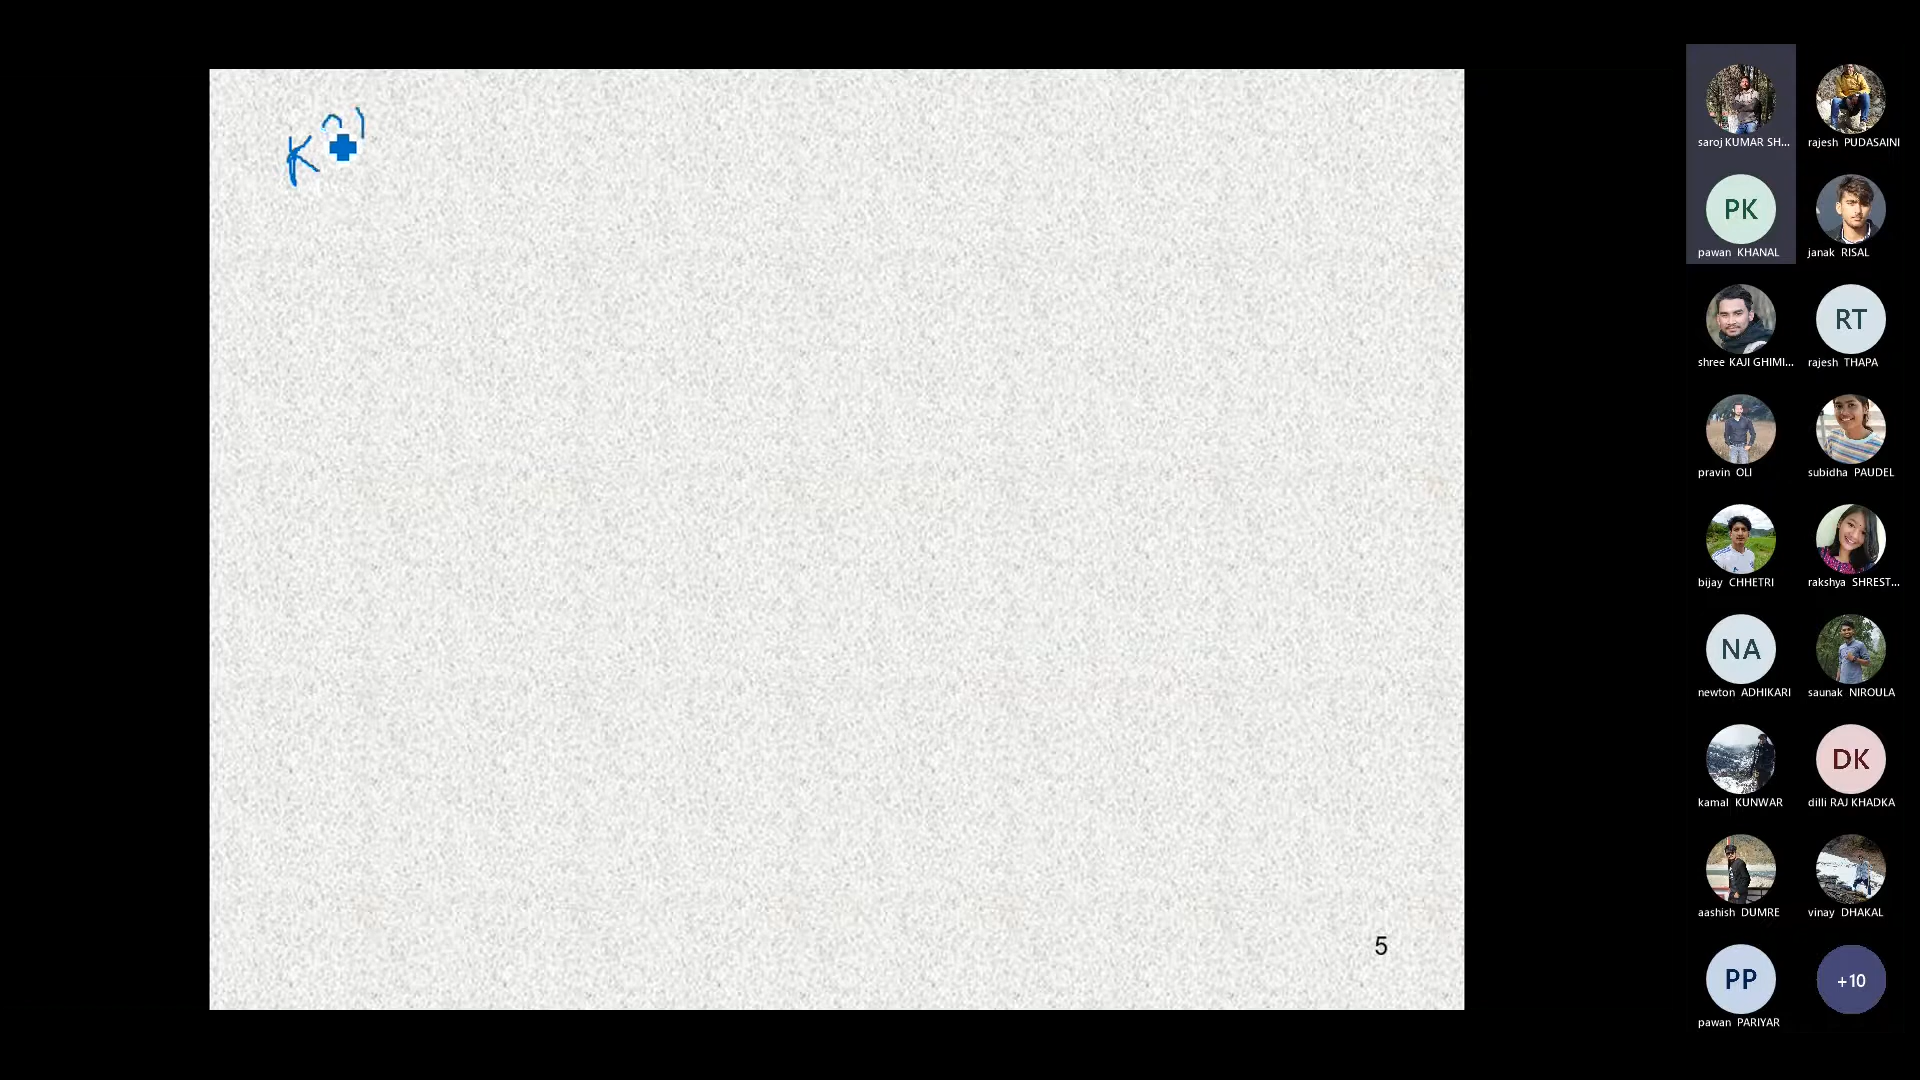 K
saroj KUMAR SH...
rajesh PUDASAINI
PK
pawan KHANAL
janak RISAL
shree KAJI GHIMI...
RT
rajesh THAPA
pravin OLI
subidha PAUDEL
bijay CHHETRI
rakshya SHREST...
NA
newton ADHIKARI
saunak NIROULA
kamal KUNWAR
DK
dilli RAJ KHADKA
aashish DUMRE
vinay DHAKAL
PP
pawan PARIYAR
+10
5